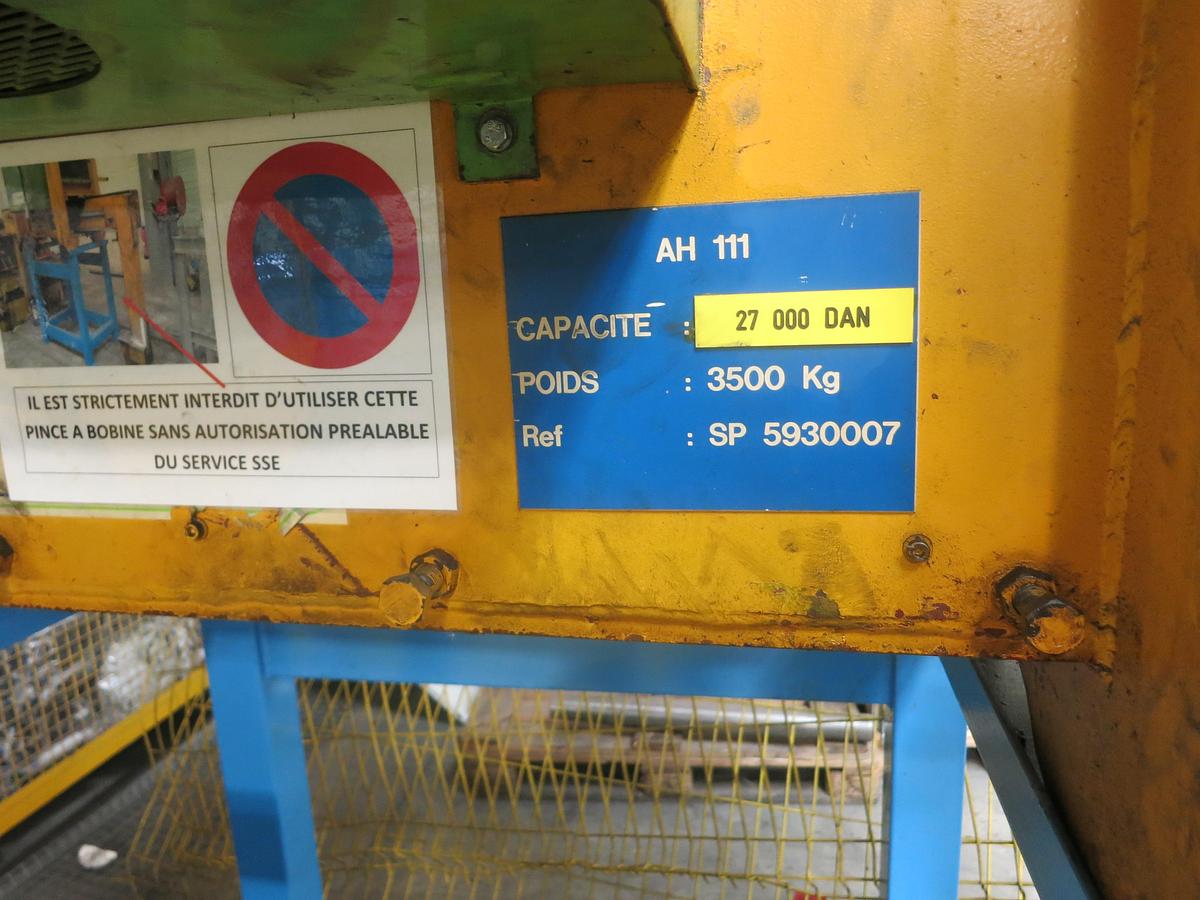 IL EST STRICTEMENT INTERDIT D'UTILISER CETTE
PINCE A BOBINE SANS AUTORISATION PREALABLE
DU SERVICE SSE
AH 111
CAPACITE : 27 000 DAN
POIDS : 3500 Kg
Ref : SP 5930007